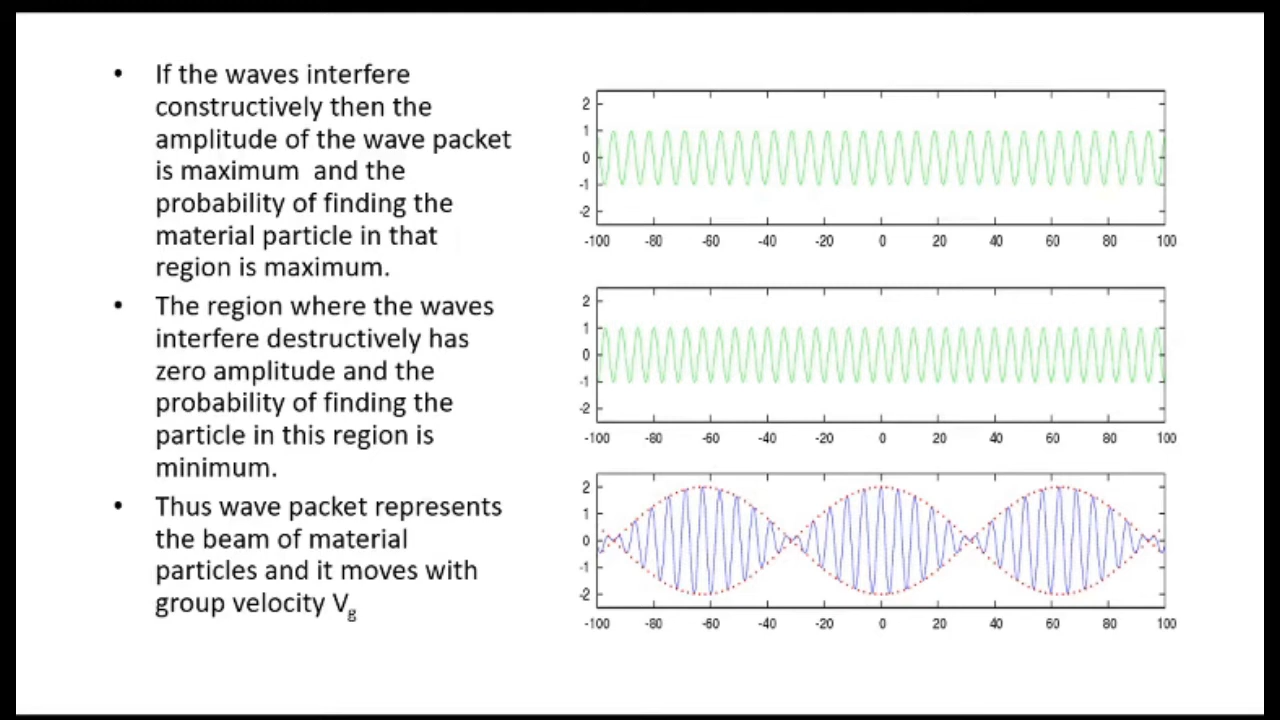 • If the waves interfere
constructively then the
amplitude of the wave packet
is maximum  and the
probability of finding the
material particle in that
region is maximum.
• The region where the waves
interfere destructively has
zero amplitude and the
probability of finding the
particle in this region is
minimum.
• Thus wave packet represents
the beam of material
particles and it moves with
group velocity Vg
2
1
0
-1
-2
-100 -80 -60 -40 -20 0 20 40 60 80 100
2
1
0
-1
-2
-100 -80 -60 -40 -20 0 20 40 60 80 100
2
1
0
-1
-2
-100 -80 -60 -40 -20 0 20 40 60 80 100